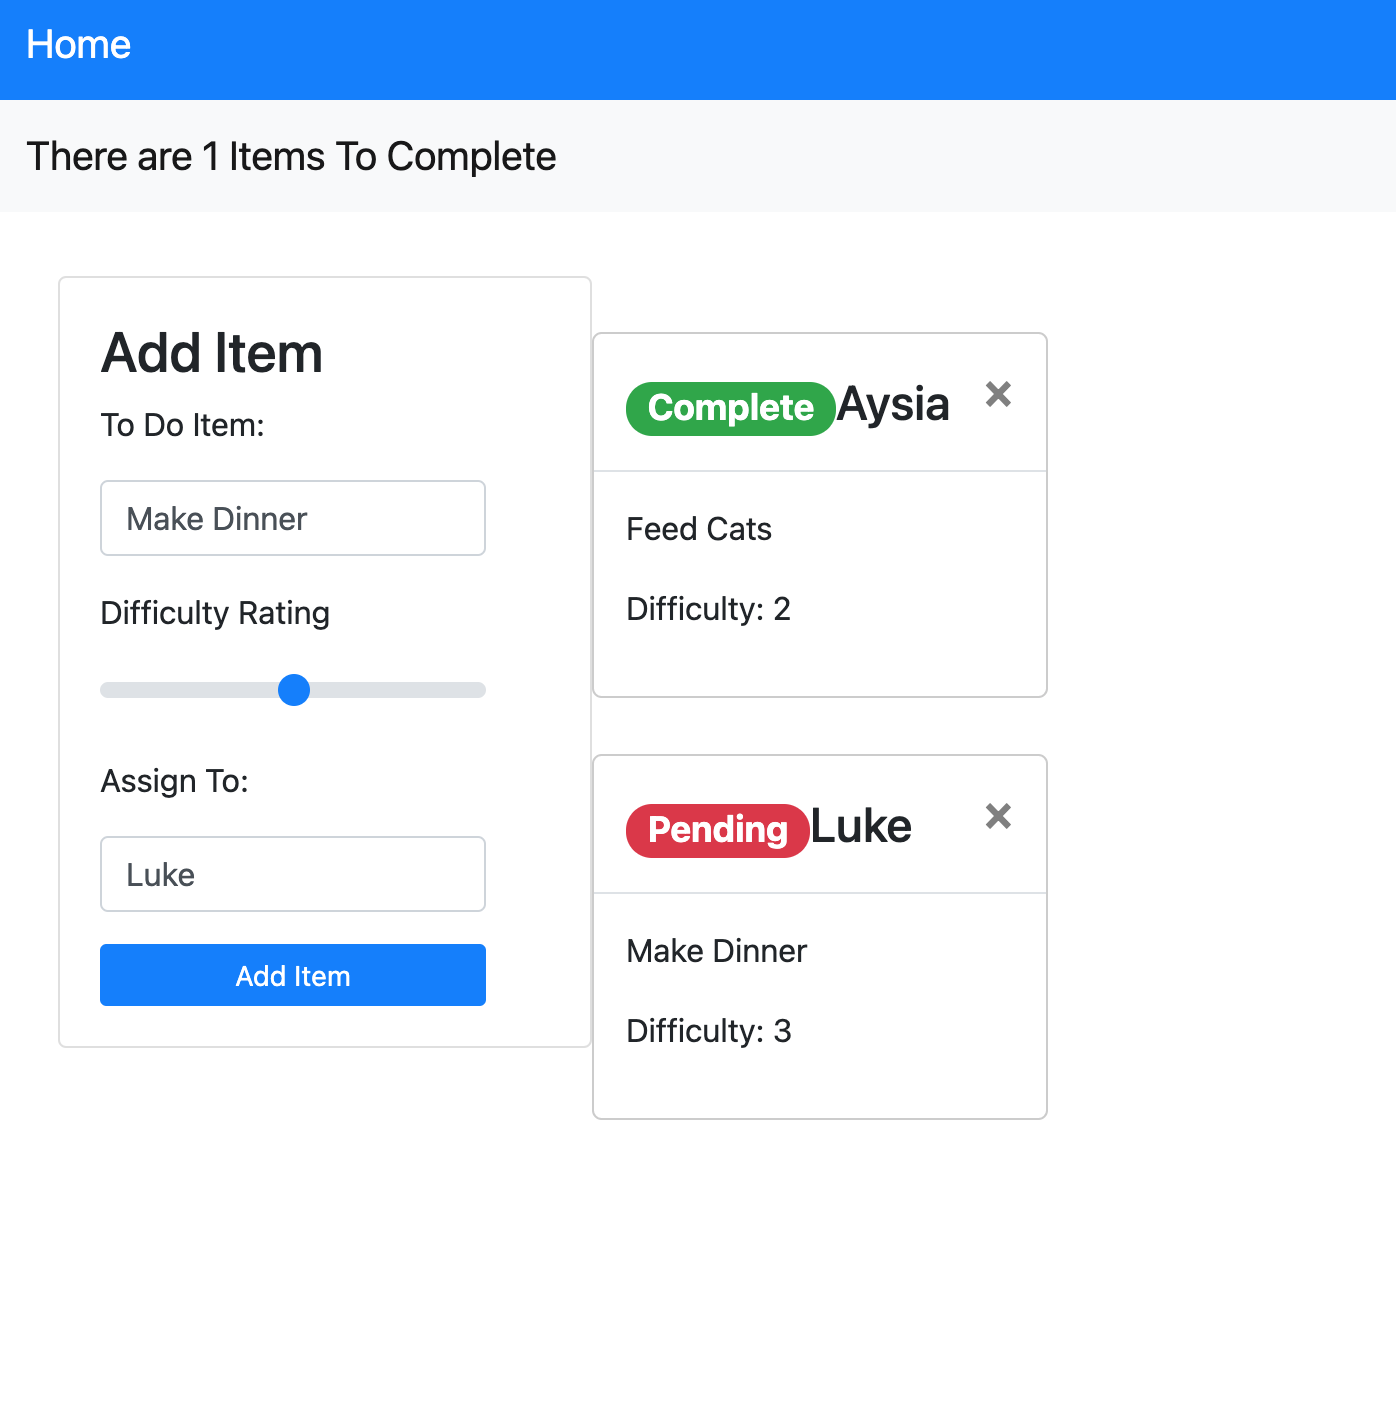 Home
There are 1 Items To Complete
Add Item
To Do Item:
Make Dinner
Difficulty Rating
Assign To:
Luke
Add Item
Complete Aysia ×
Feed Cats
Difficulty: 2
Pending Luke ×
Make Dinner
Difficulty: 3